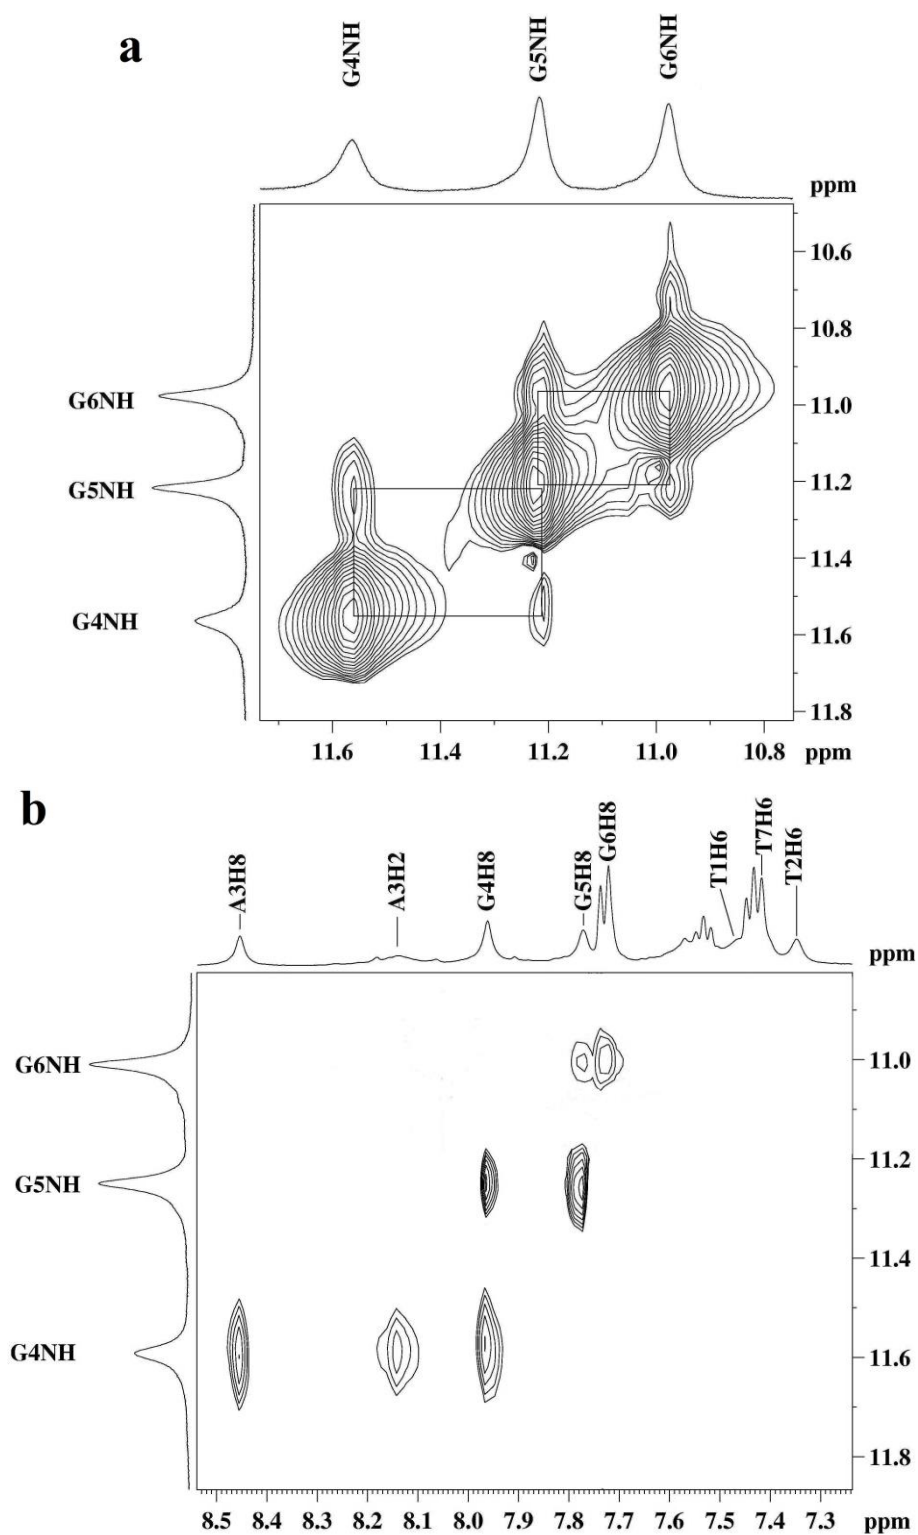 a
G4NH
G5NH
G6NH
ppm
10.6
10.8
G6NH
11.0
G5NH
11.2
11.4
G4NH
11.6
11.8
11.6
11.4
11.2
11.0
10.8
ppm
b
A3H8
A3H2
G4H8
G5H8
G6H8
T1H6
T7H6
T2H6
ppm
G6NH
11.0
G5NH
11.2
11.4
G4NH
11.6
11.8
8.5 8.4 8.3 8.2 8.1 8.0 7.9 7.8 7.7 7.6 7.5 7.4 7.3 ppm